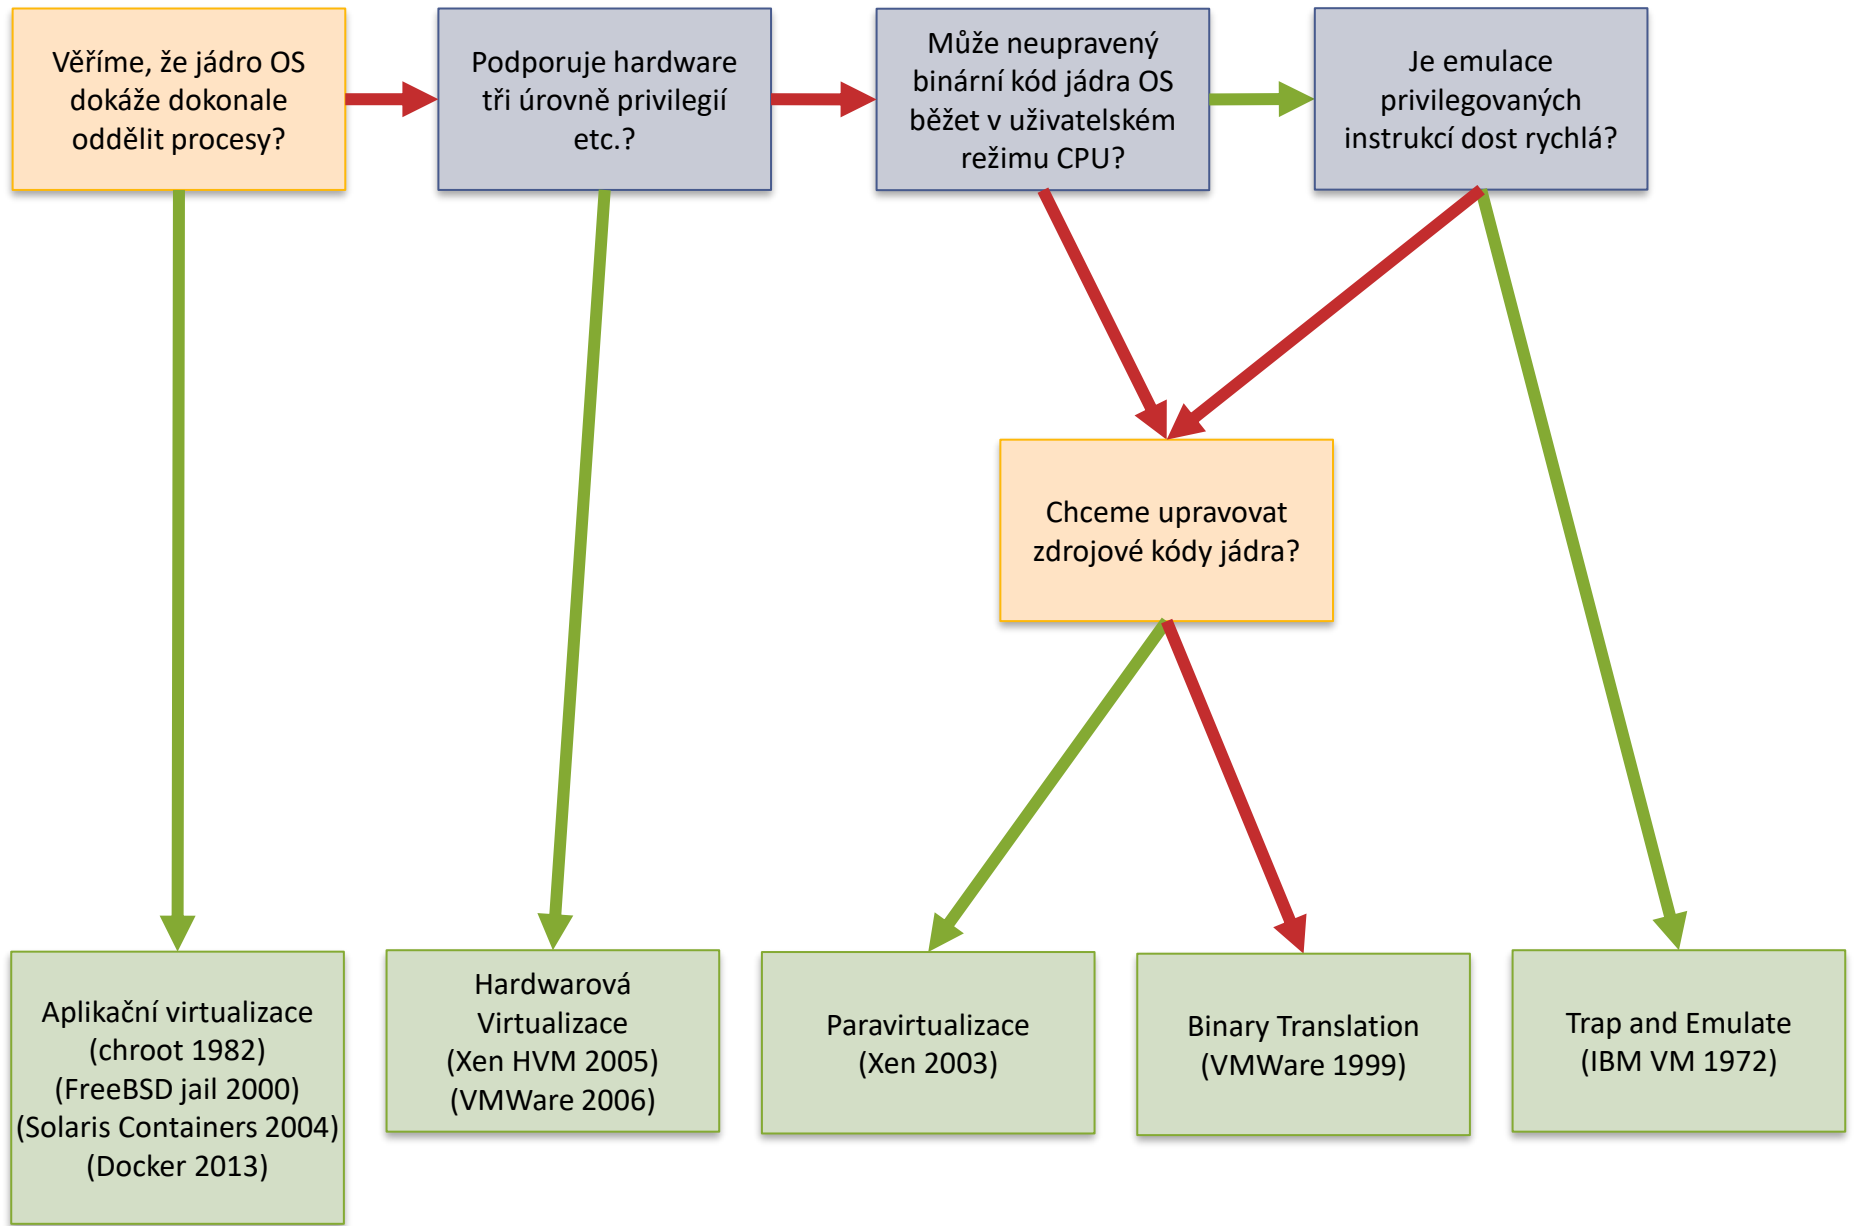 Věříme, že jádro OS
dokáže dokonale
oddělit procesy?
Podporuje hardware
tři úrovně privilegií
etc.?
Může neupravený
binární kód jádra OS
běžet v uživatelském
režimu CPU?
Je emulace
privilegovaných
instrukcí dost rychlá?
Chceme upravovat
zdrojové kódy jádra?
Aplikační virtualizace
(chroot 1982)
(FreeBSD jail 2000)
(Solaris Containers 2004)
(Docker 2013)
Hardwarová
Virtualizace
(Xen HVM 2005)
(VMWare 2006)
Paravirtualizace
(Xen 2003)
Binary Translation
(VMWare 1999)
Trap and Emulate
(IBM VM 1972)